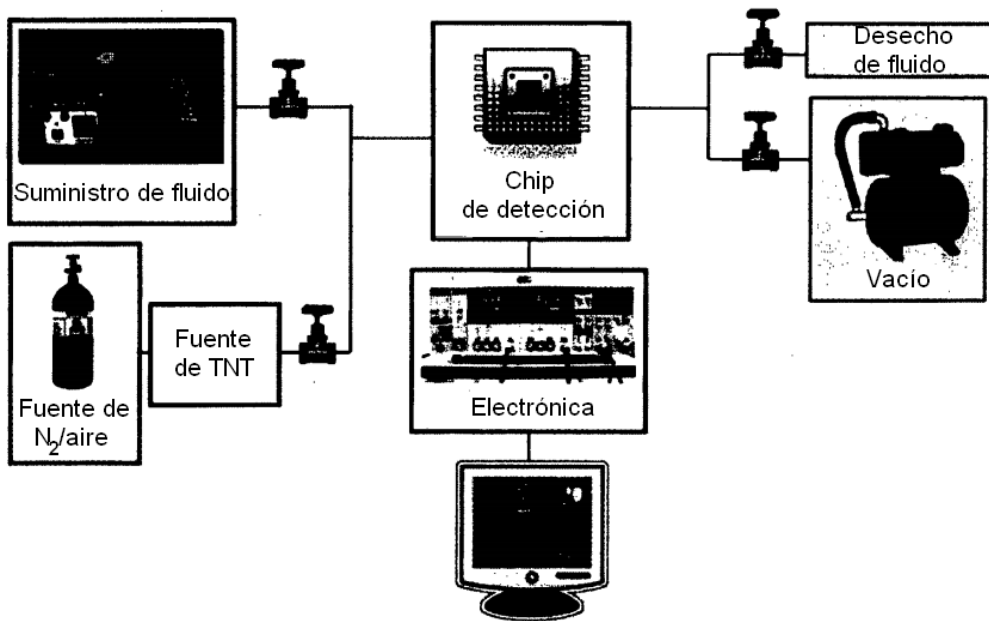 Suministro de fluido
Chip
de detección
Desecho
de fluido
Vacío
Fuente de
N2/aire
Fuente
de TNT
Electrónica